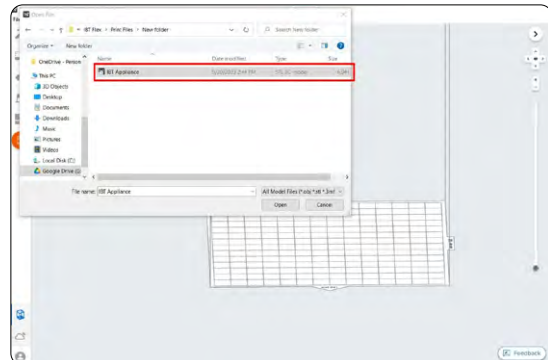 Open File
IBT Flex › Print Files › New folder
Search New folder
Organize
New folder
Name
Date modified
Type
Size
IBT Appliance
OneDrive - Person
This PC
3D Objects
Desktop
Documents
Downloads
Music
Pictures
Videos
Local Disk (C:)
Google Drive (G
File name:
IBT Appliance
Open
Cancel
Feedback